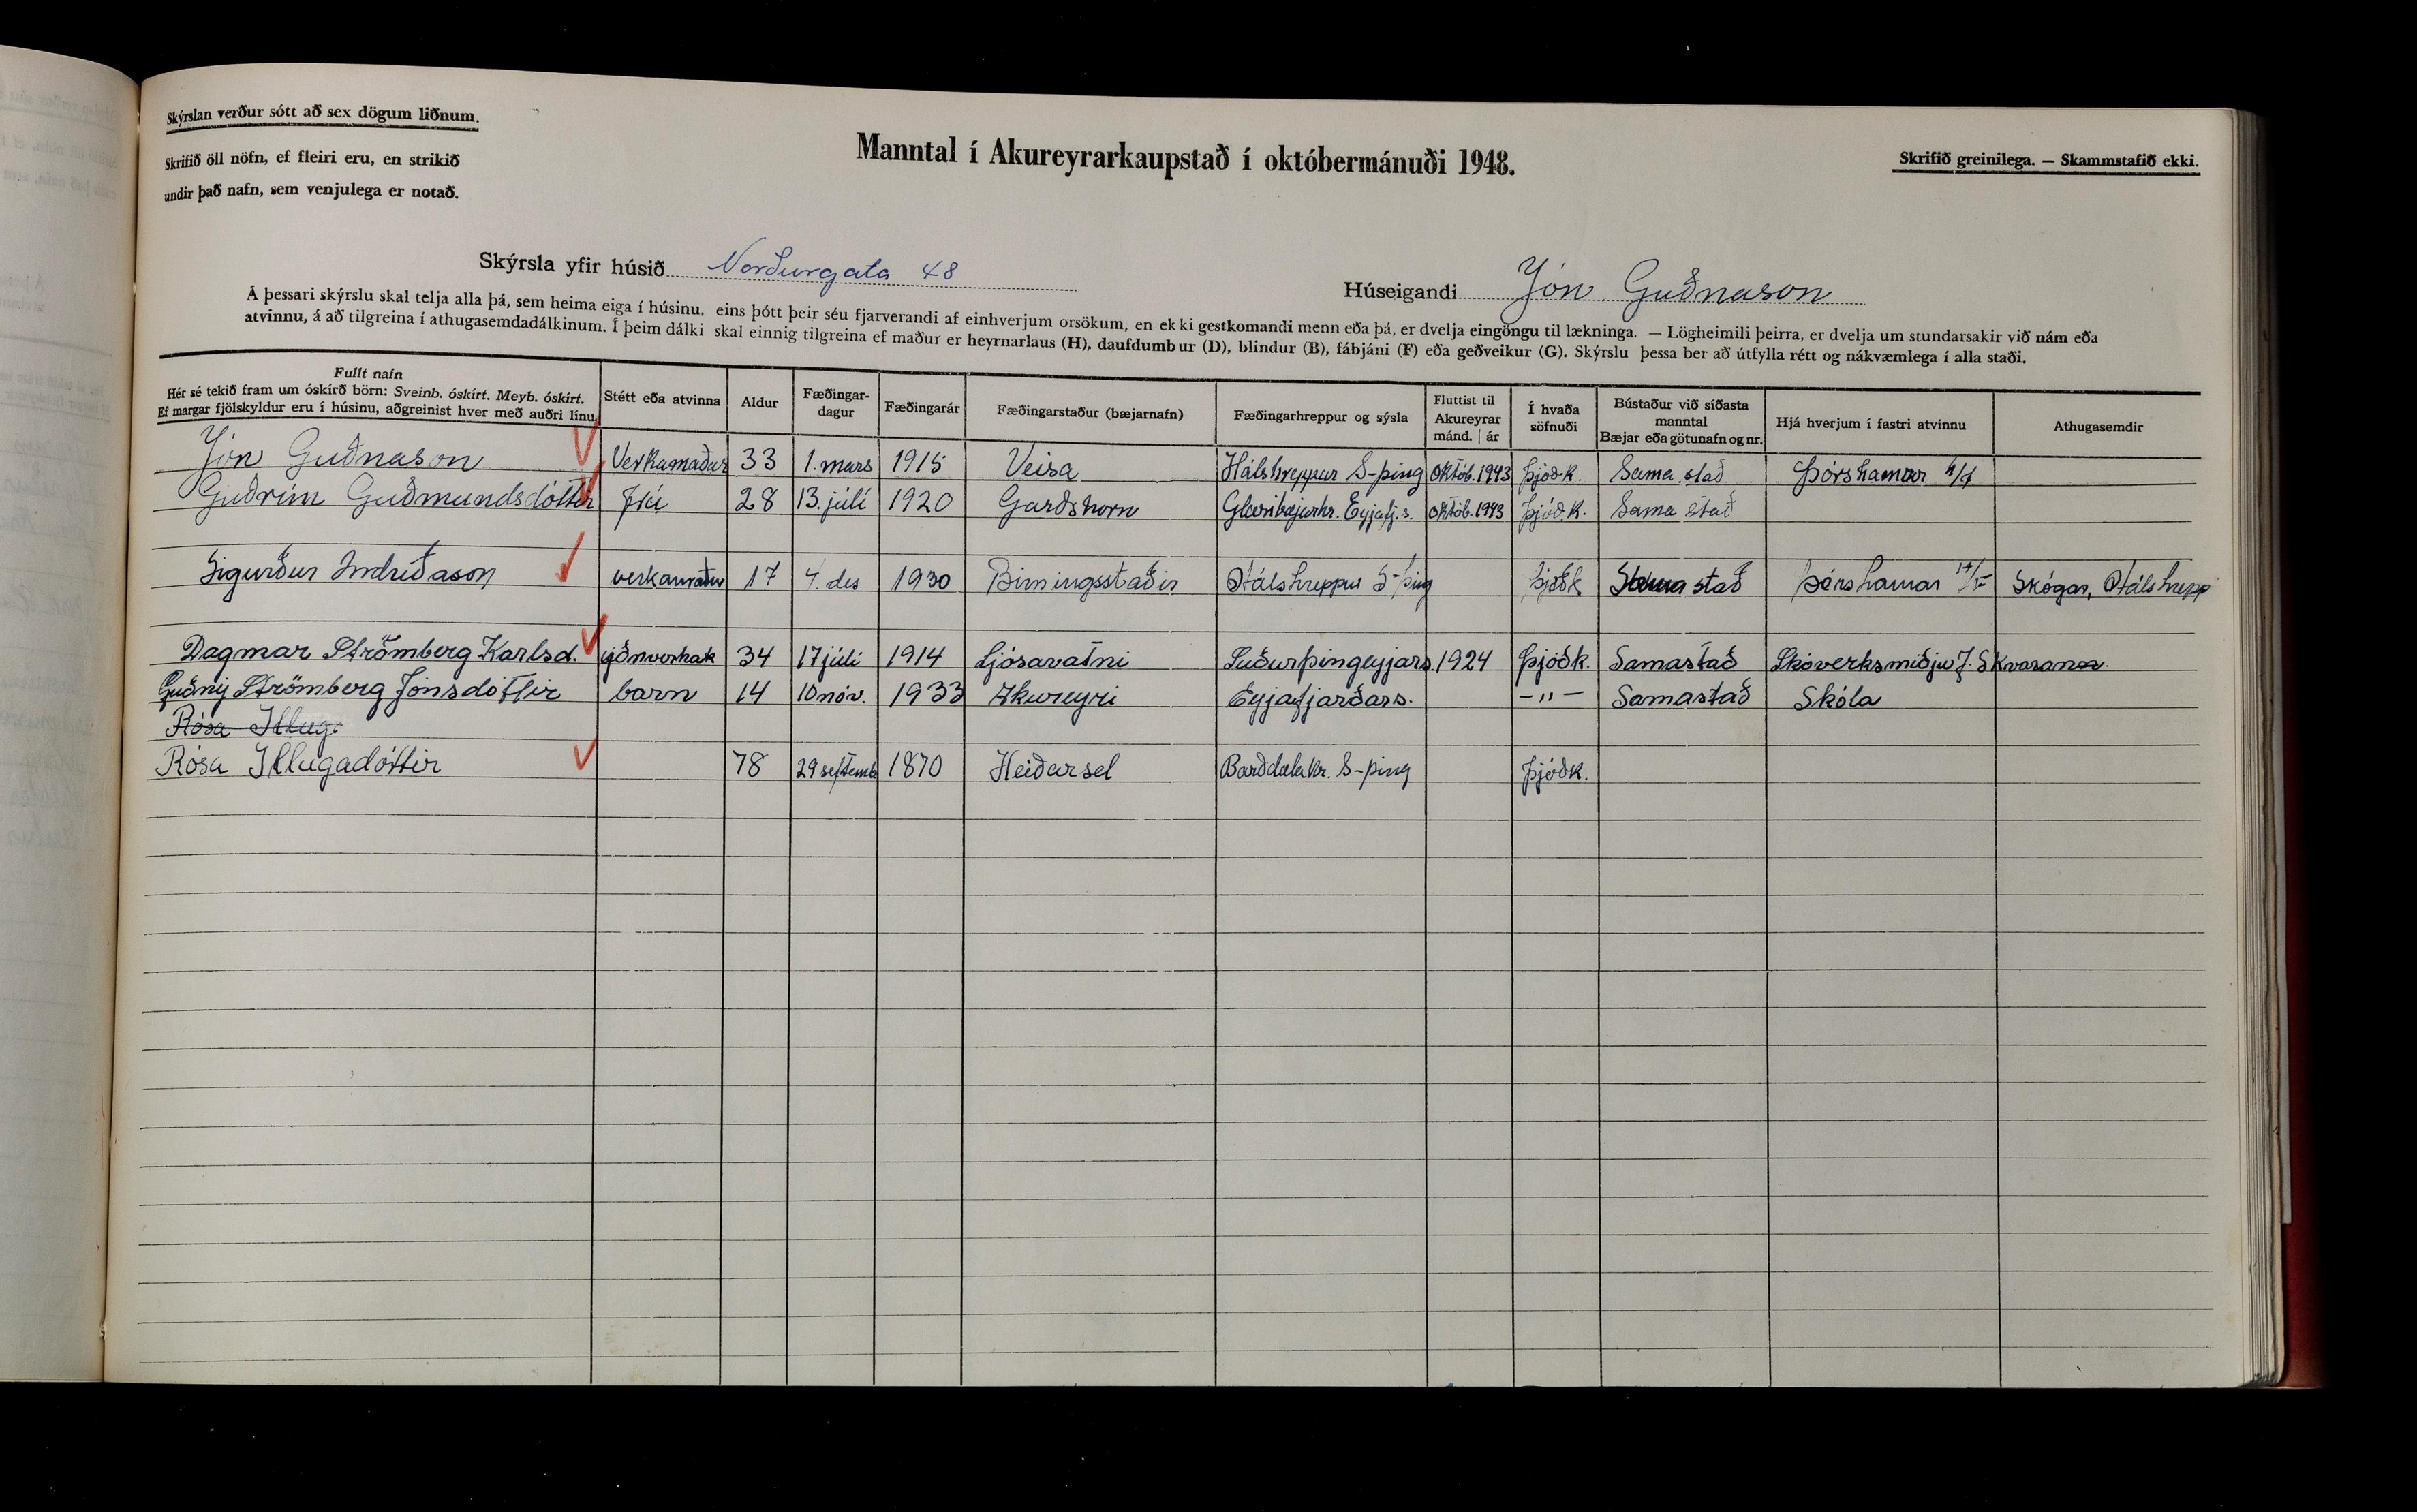 Skýrslan verður sótt að sex dögum liðnum.
Skrifið öll nöfn, ef fleiri eru, en strikið
undir það nafn, sem venjulega er notað.
Manntal í Akureyrarkaupstað í októbermánuði 1948.
Skrifið greinilega. — Skammstafið ekki.
Skýrsla yfir húsið Norðurgata 48
Húseigandi Jón Guðnason
Á þessari skýrslu skal telja alla þá, sem heima eiga í húsinu, eins þótt þeir séu fjarverandi af einhverjum orsökum, en ekki gestkomandi menn eða þá, er dvelja eingöngu til lækninga. — Lögheimili þeirra, er dvelja um stundarsakir við nám eða
atvinnu, á að tilgreina í athugasemdadálkinum. Í þeim dálki skal einnig tilgreina ef maður er heyrnarlaus (H), daufdumbur (D), blindur (B), fábjáni (F) eða geðveikur (G). Skýrslu þessa ber að útfylla rétt og nákvæmlega í alla staði.
Fullt nafn
Hér sé tekið fram um óskírð börn: Sveinb. óskírt. Meyb. óskírt.
Ef margar fjölskyldur eru í húsinu, aðgreinist hver með auðri línu.
Stétt eða atvinna
Aldur
Fæðingar-
dagur
Fæðingarár
Fæðingarstaður (bæjarnafn)
Fæðingarhreppur og sýsla
Fluttist til
Akureyrar
mánd. | ár
Í hvaða
söfnuði
Bústaður við síðasta
manntal
Bæjar eða götunafn og nr.
Hjá hverjum í fastri atvinnu
Athugasemdir
Jón Guðnason Verkamaður 33 1. mars 1915 Veisa Hálshreppur S-þing Októb. 1943 Þjóð.k. Sama stað Þórshamar h/f
Guðrún Guðmundsdóttir frú 28 13. júlí 1920 Garðshorn Glæsibæjarhr. Eyjafj.s. Októb. 1943 Þjóð.k. Sama stað
Sigurður Indriðason verkamaður 17 4. des 1930 Birningsstaðir Hálshreppur S-þing Þjóðk Sama stað Þórshamar Skógar, Hálshrepp
Dagmar Strömberg Karlsd. 34 17 júlí 1914 Ljósavatni Suðurþingeyjars. 1924 Þjóðk. Samastað Skóverksmiðju J. S Kvaran
Guðný Strömberg Jónsdóttir barn 14 10 nóv. 1933 Akureyri Eyjafjarðars. -„- Samastað Skóla
Rósa Illug
Rósa Illugadóttir 78 29 septemb 1870 Heiðarsel Barðdælahr. S-þing Þjóðk.